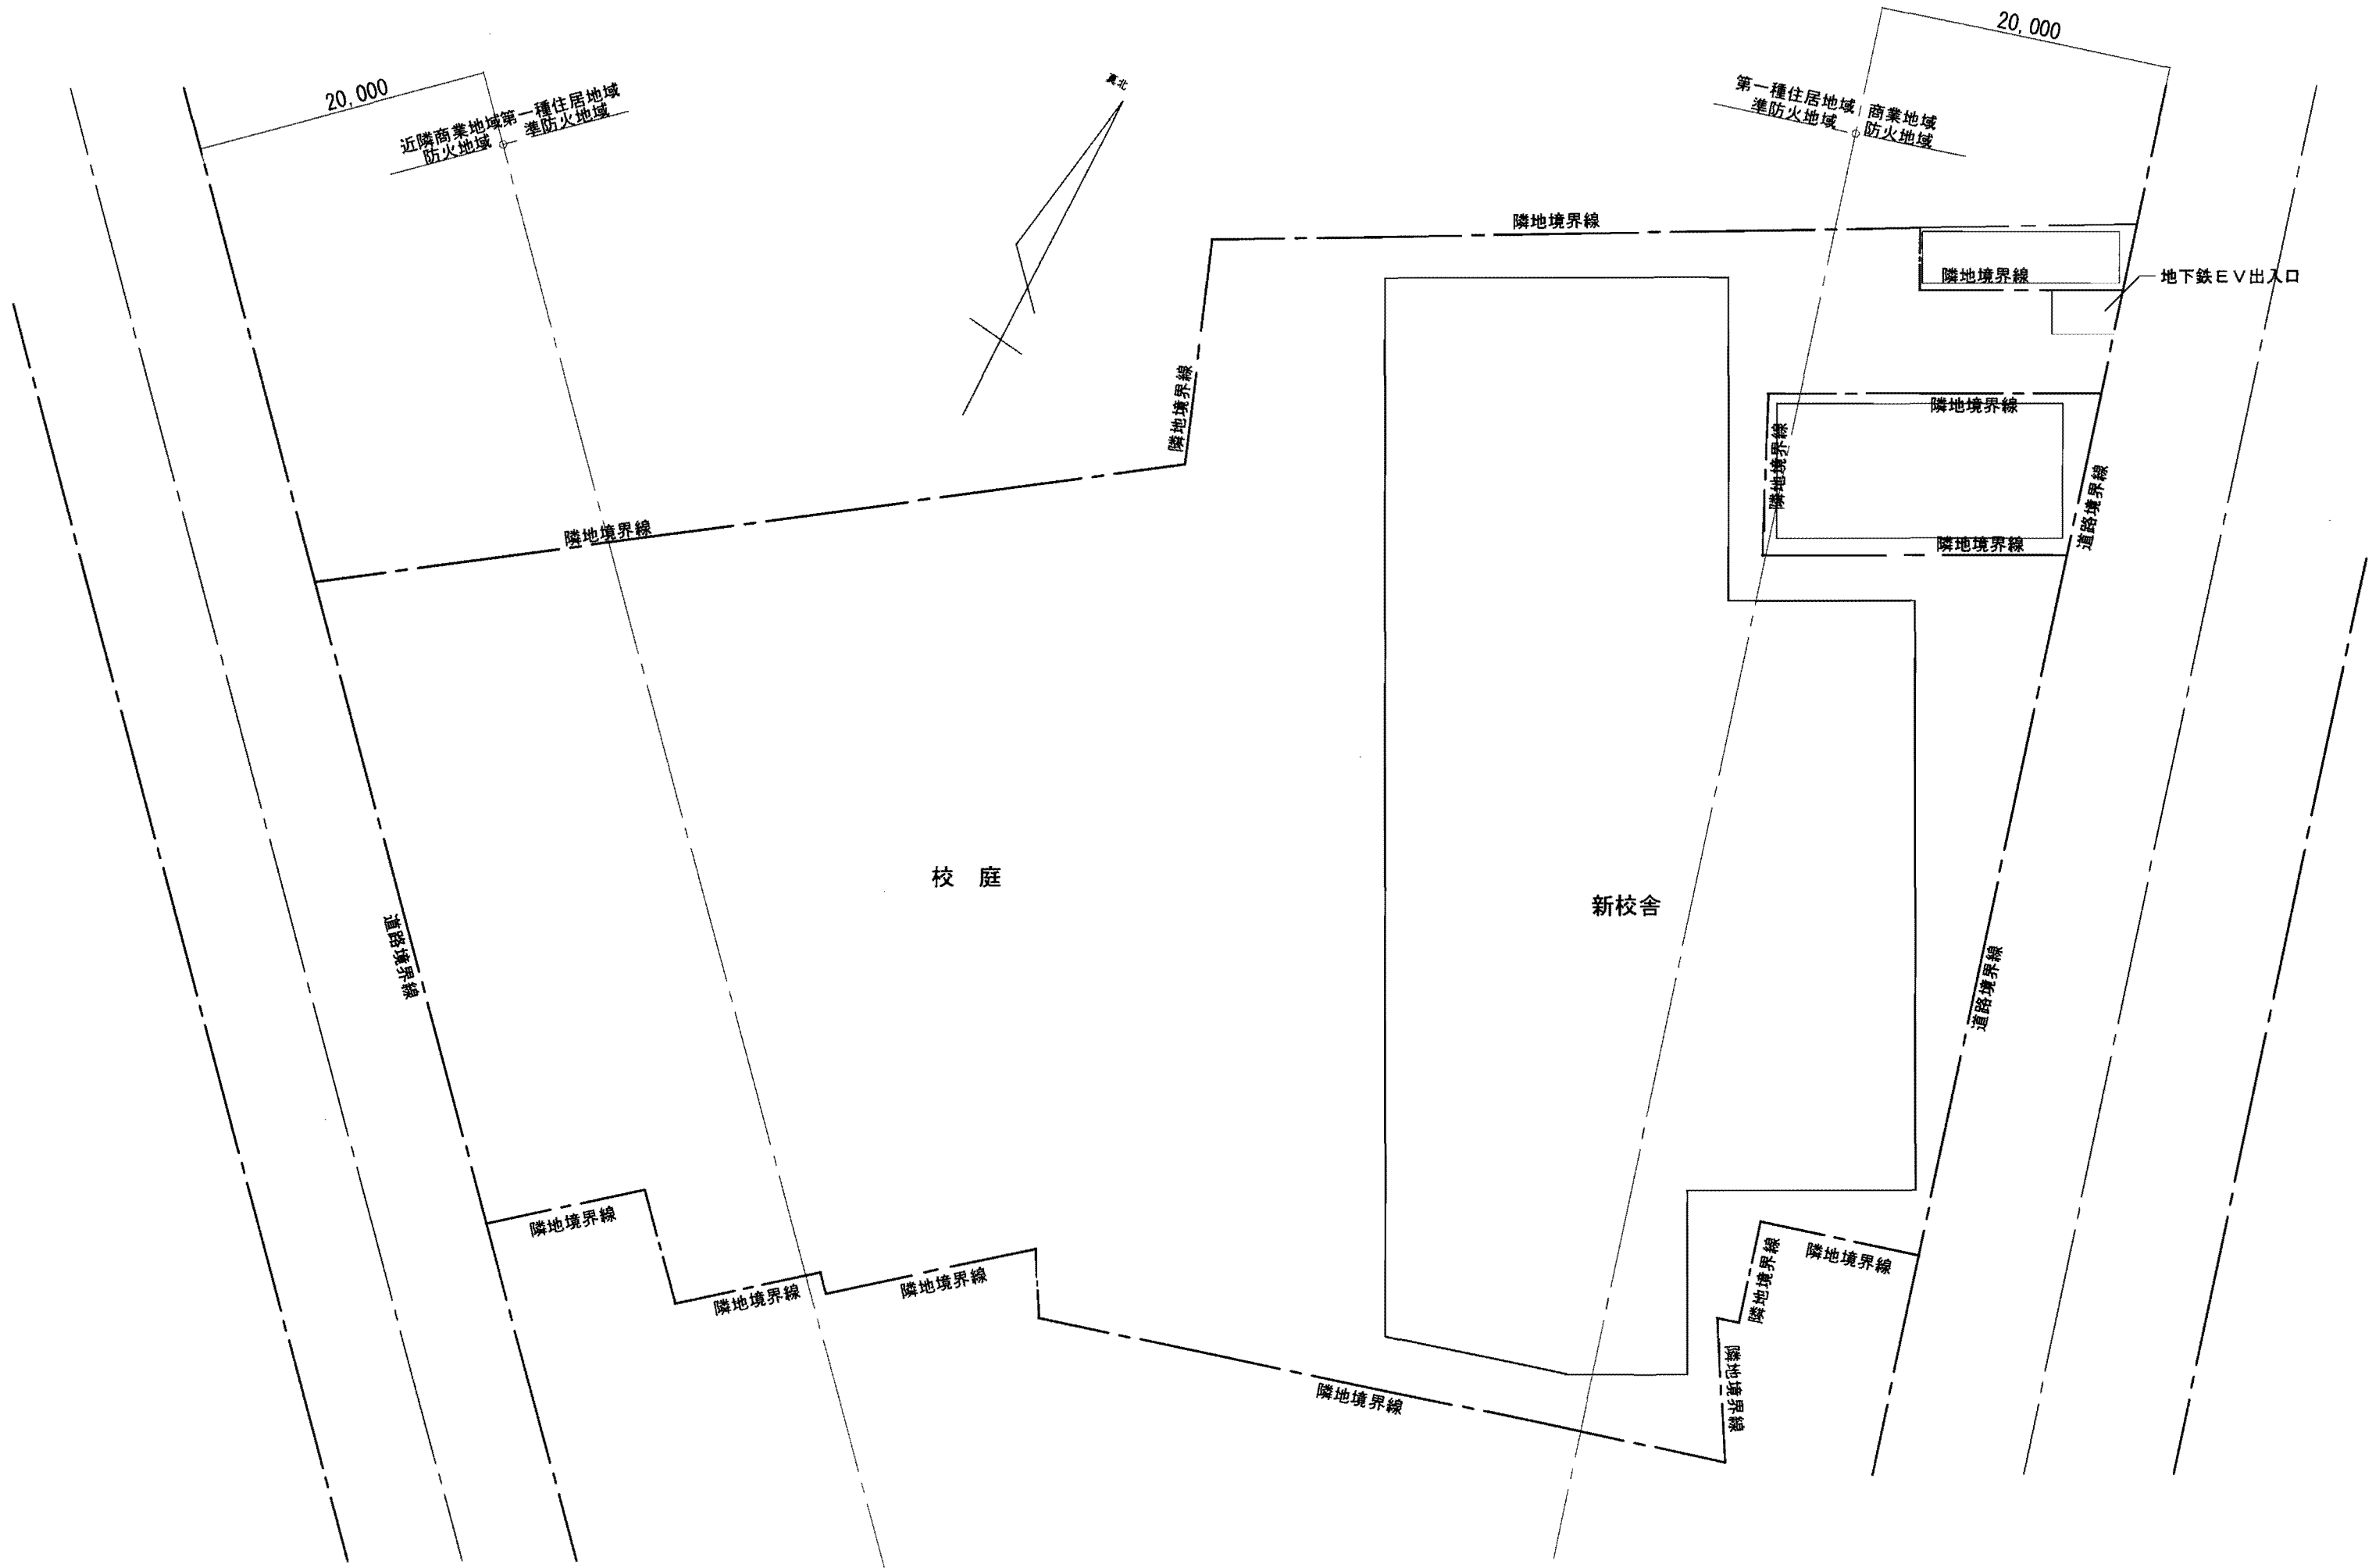 20,000
20,000
真北
近隣商業地域
防火地域
第一種住居地域
準防火地域
第一種住居地域
準防火地域
商業地域
防火地域
隣地境界線
隣地境界線
地下鉄EV出入口
隣地境界線
隣地境界線
隣地境界線
隣地境界線
隣地境界線
道路境界線
校 庭
新校舎
道路境界線
道路境界線
隣地境界線
隣地境界線
隣地境界線
隣地境界線
隣地境界線
隣地境界線
隣地境界線